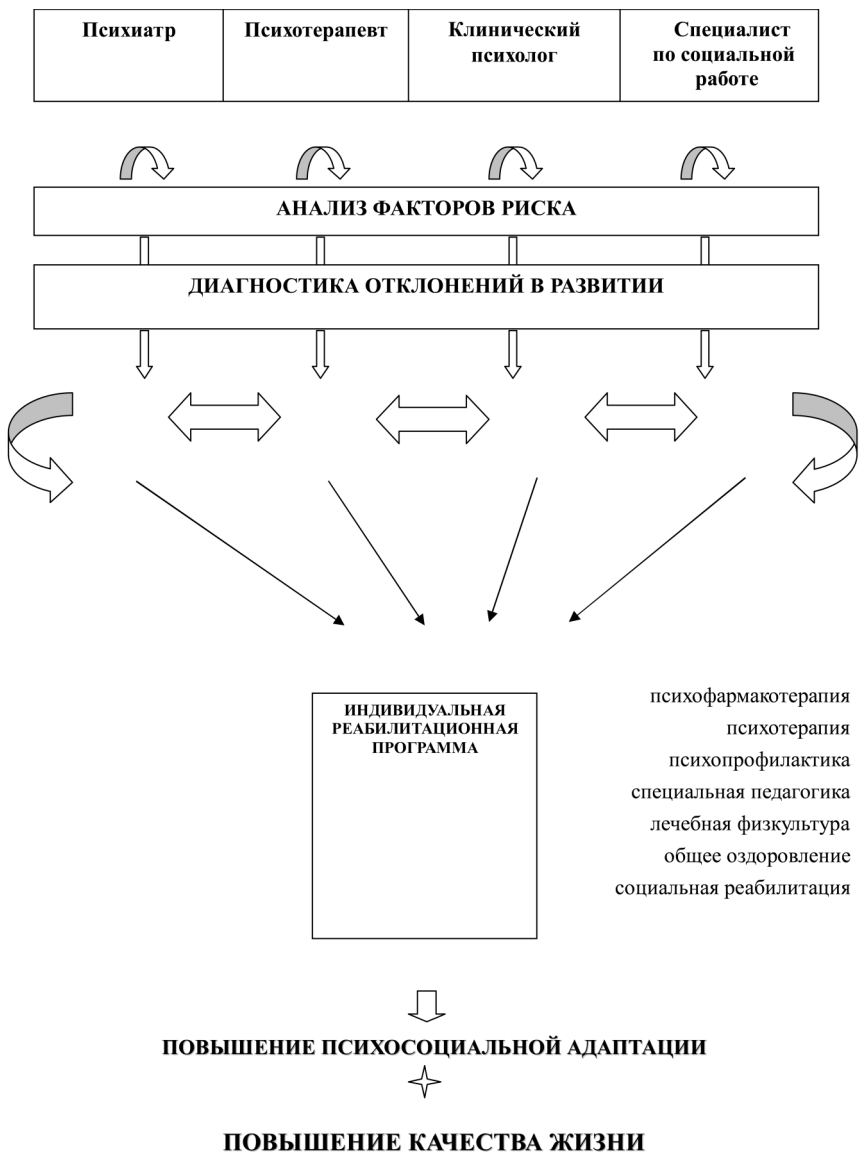 Психиатр
Психотерапевт
Клинический
психолог
Специалист
по социальной
работе
АНАЛИЗ ФАКТОРОВ РИСКА
ДИАГНОСТИКА ОТКЛОНЕНИЙ В РАЗВИТИИ
ИНДИВИДУАЛЬНАЯ
РЕАБИЛИТАЦИОННАЯ
ПРОГРАММА
психофармакотерапия
психотерапия
психопрофилактика
специальная педагогика
лечебная физкультура
общее оздоровление
социальная реабилитация
ПОВЫШЕНИЕ ПСИХОСОЦИАЛЬНОЙ АДАПТАЦИИ
ПОВЫШЕНИЕ КАЧЕСТВА ЖИЗНИ